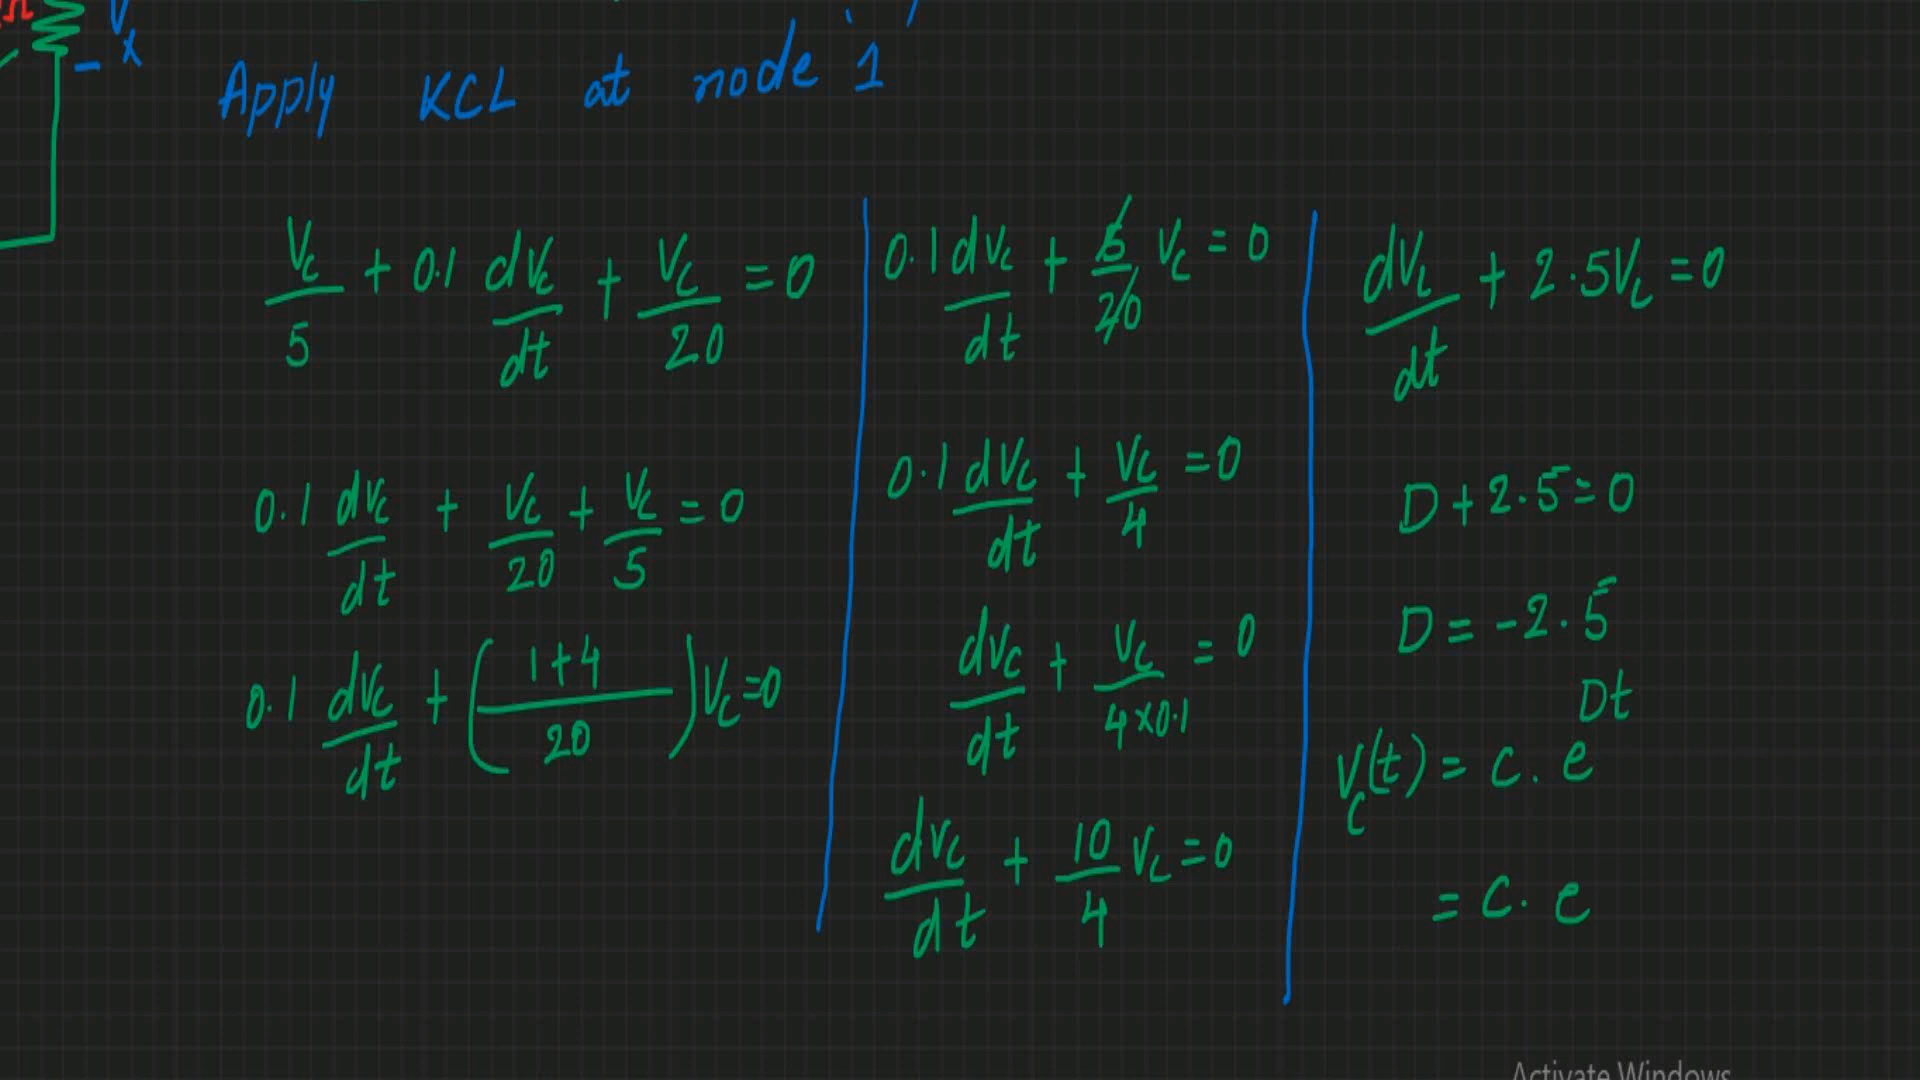 Ω
Vx
-
Apply KCL at node '1'
Vc/5 + 0.1 dVc/dt + Vc/20 = 0
0.1 dVc/dt + Vc/20 + Vc/5 = 0
0.1 dVc/dt + ((1+4)/20) Vc = 0
0.1 dVc/dt + 5/20 Vc = 0
0.1 dVc/dt + Vc/4 = 0
dVc/dt + Vc/(4×0.1) = 0
dVc/dt + 10/4 Vc = 0
dVc/dt + 2.5Vc = 0
D + 2.5 = 0
D = -2.5
Vc(t) = C . e^Dt
= C . e
Activate Windows